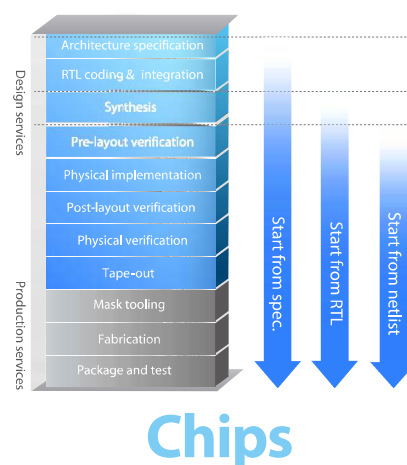 Design services
Architecture specification
RTL coding & integration
Synthesis
Pre-layout verification
Physical implementation
Post-layout verification
Physical verification
Tape-out
Production services
Mask tooling
Fabrication
Package and test
Start from spec.
Start from RTL
Start from netlist
Chips